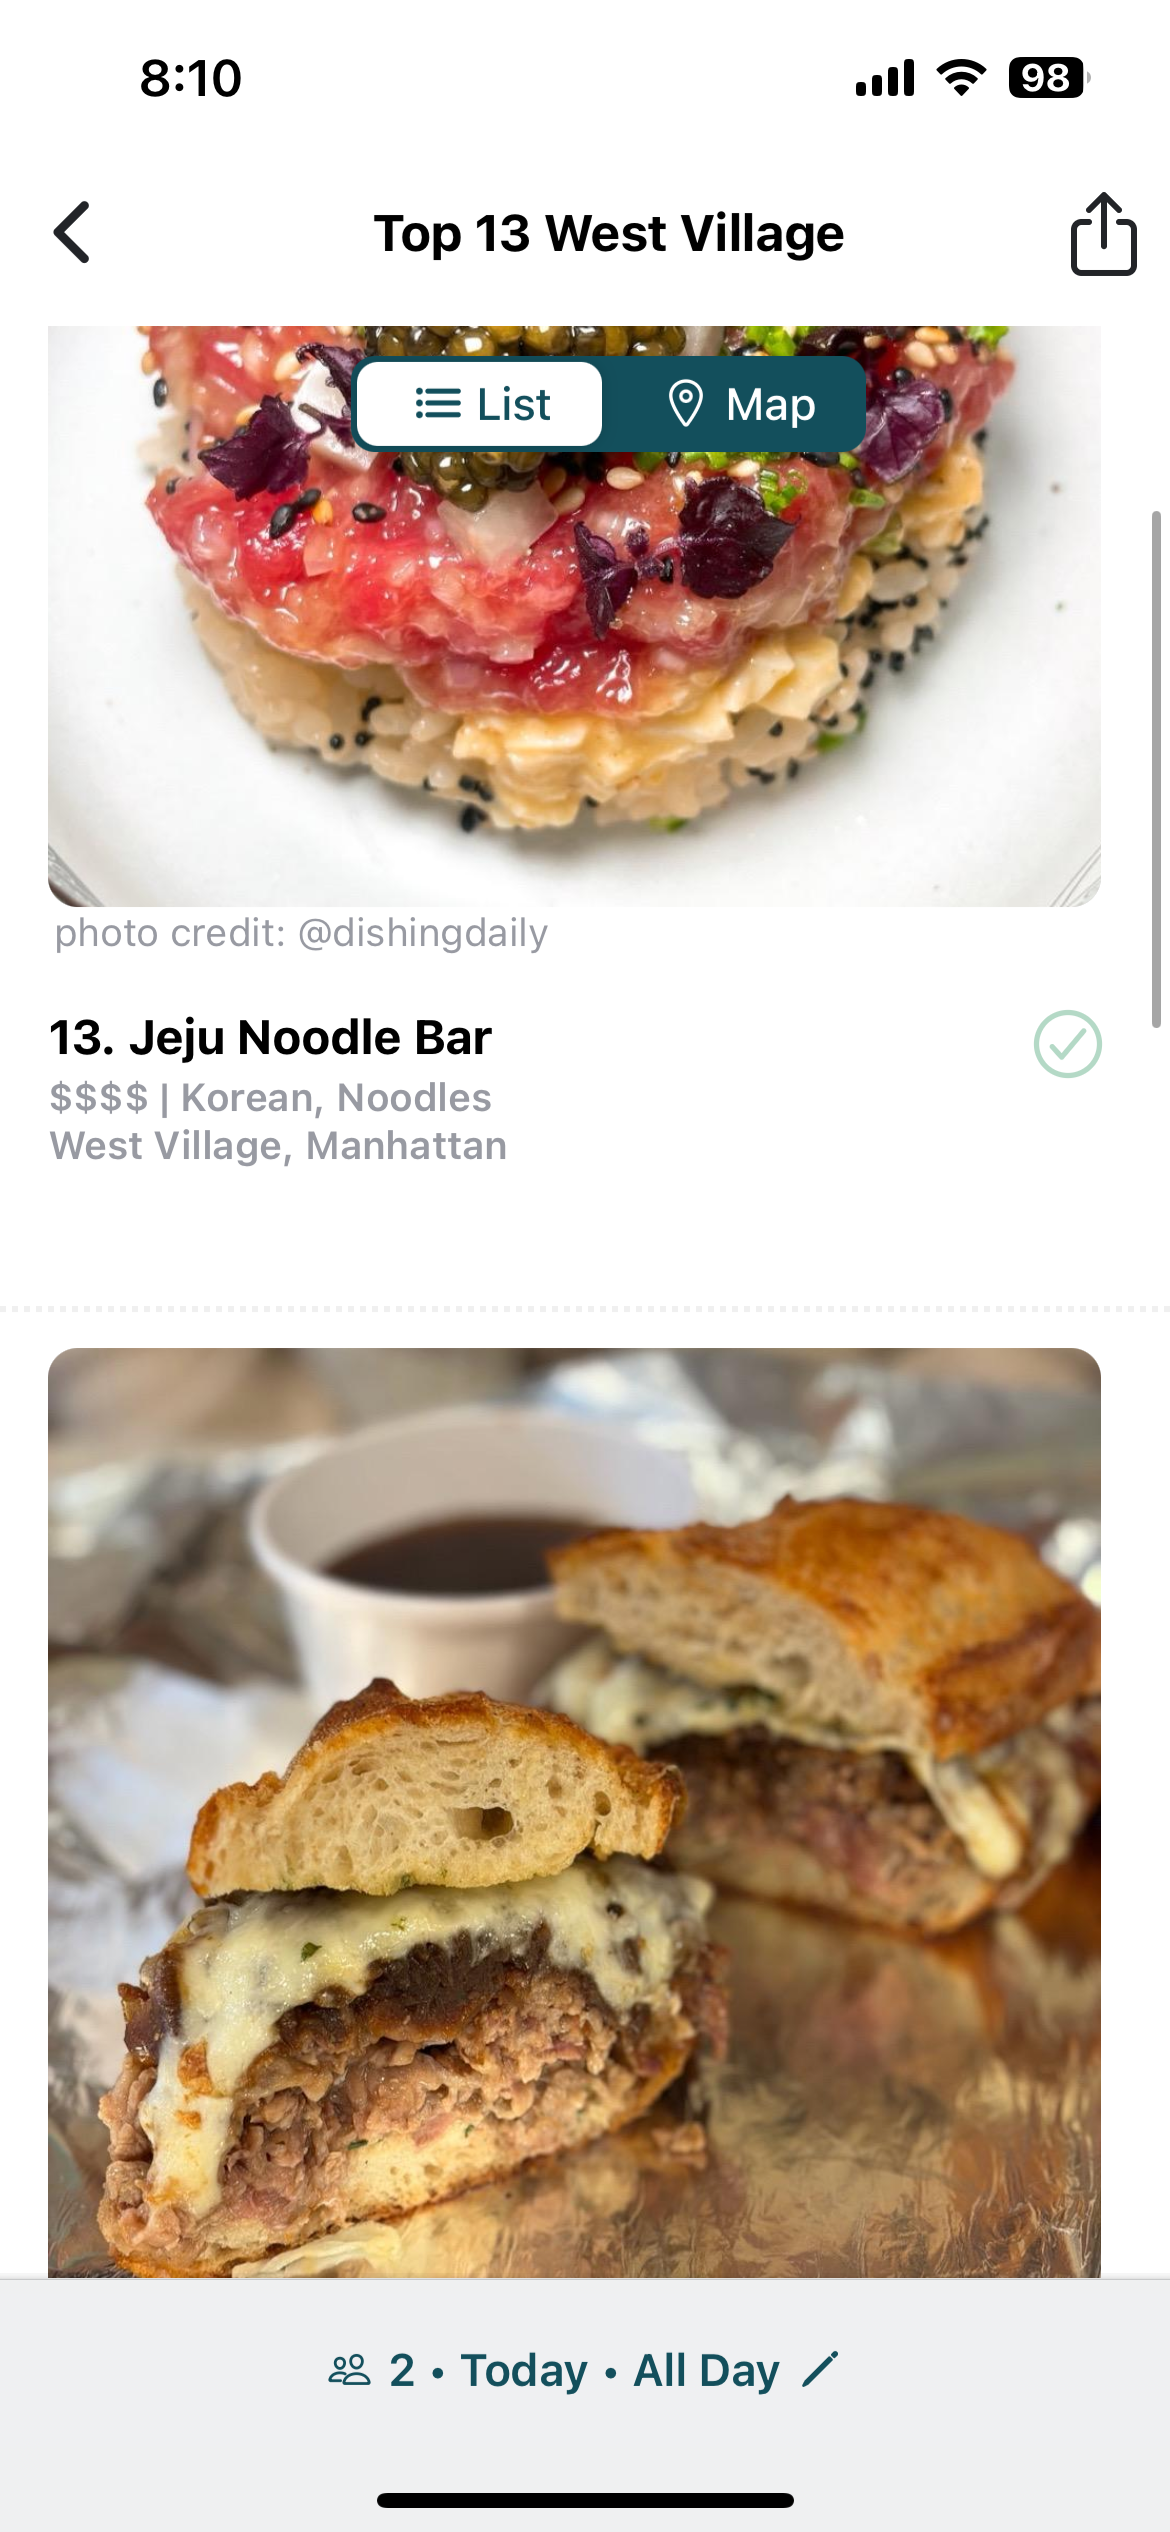 8:10
98
Top 13 West Village
List
Map
photo credit: @dishingdaily
13. Jeju Noodle Bar
$$$$ | Korean, Noodles
West Village, Manhattan
2 • Today • All Day